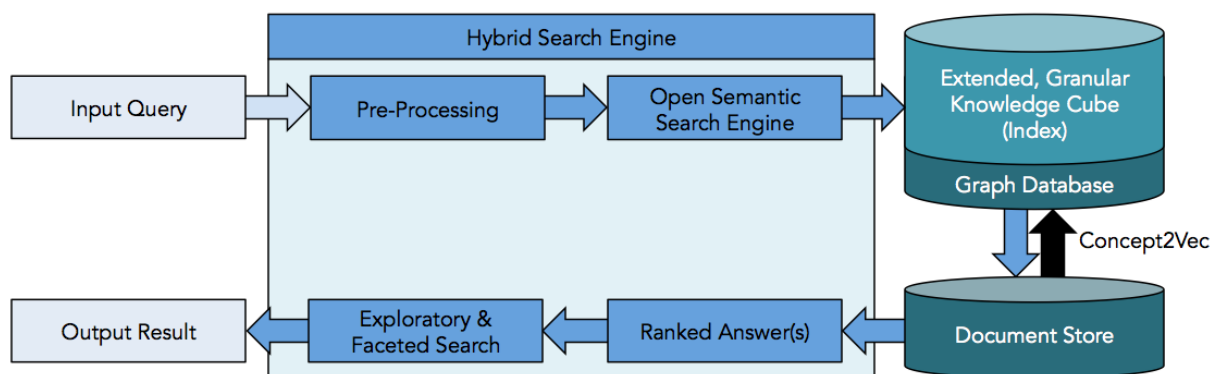 Hybrid Search Engine
Input Query
Pre-Processing
Open Semantic
Search Engine
Extended, Granular
Knowledge Cube
(Index)
Graph Database
Concept2Vec
Output Result
Exploratory &
Faceted Search
Ranked Answer(s)
Document Store